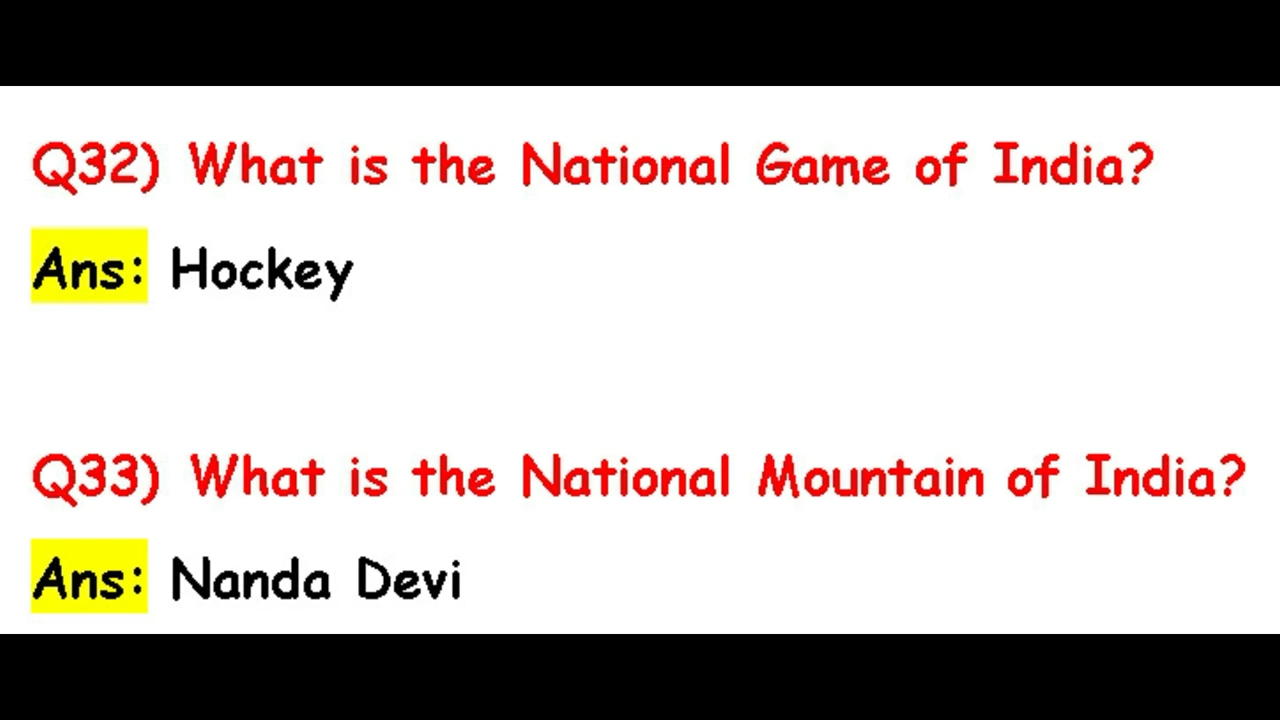 Q32) What is the National Game of India?
Ans: Hockey
Q33) What is the National Mountain of India?
Ans: Nanda Devi